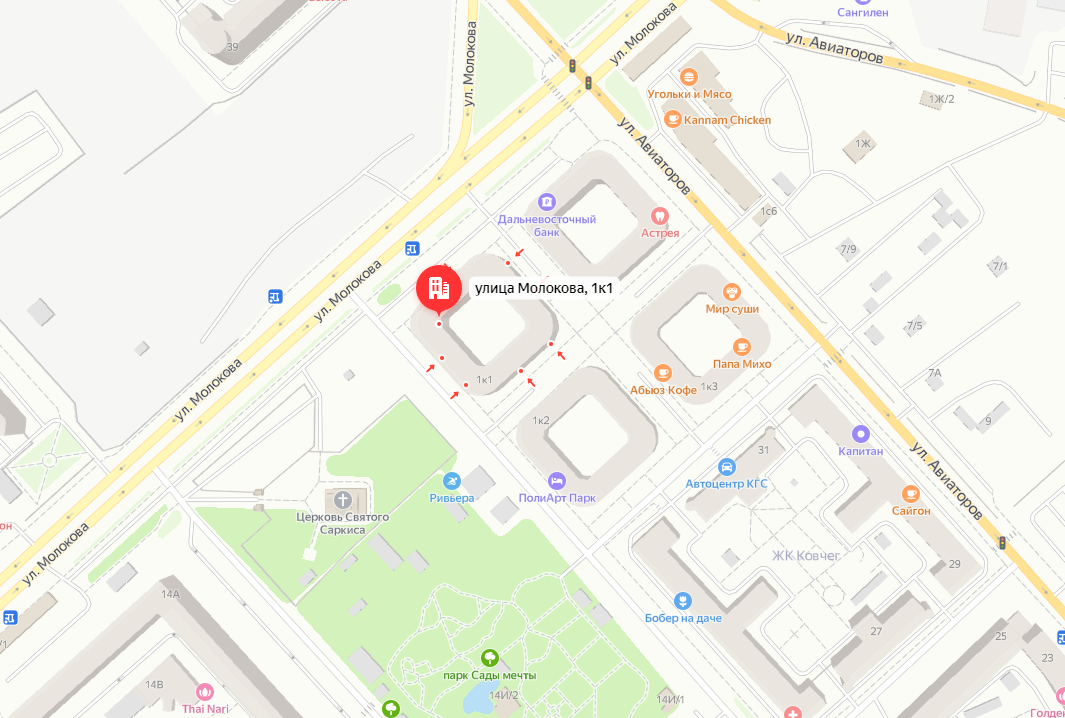 Сангилен
ул. Молокова
39
ул. Авиаторов
ул. Молокова
Угольки и Мясо
1Ж/2
Kannam Chicken
ул. Авиаторов
1Ж
1с6
Дальневосточный
банк
Астрея
7/9
7/1
ул. Молокова
улица Молокова, 1к1
Мир суши
7/5
Папа Михо
ул. Молокова
1к1
Абьюз Кофе
1к3
7А
1к2
9
Капитан
31
Автоцентр КГС
ул. Авиаторов
Ривьера
ПолиАрт Парк
Сайгон
Церковь Святого
Саркиса
он
ул. Молокова
ЖК Ковчег
29
14А
Бобер на даче
27
25
23
/1
парк Сады мечты
14В
14И/2
14И/1
Thai Nari
Голден